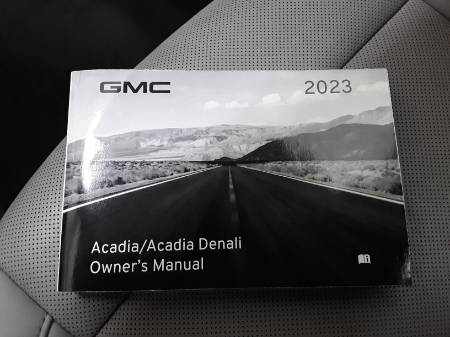 GMC 2023
Acadia/Acadia Denali
Owner's Manual